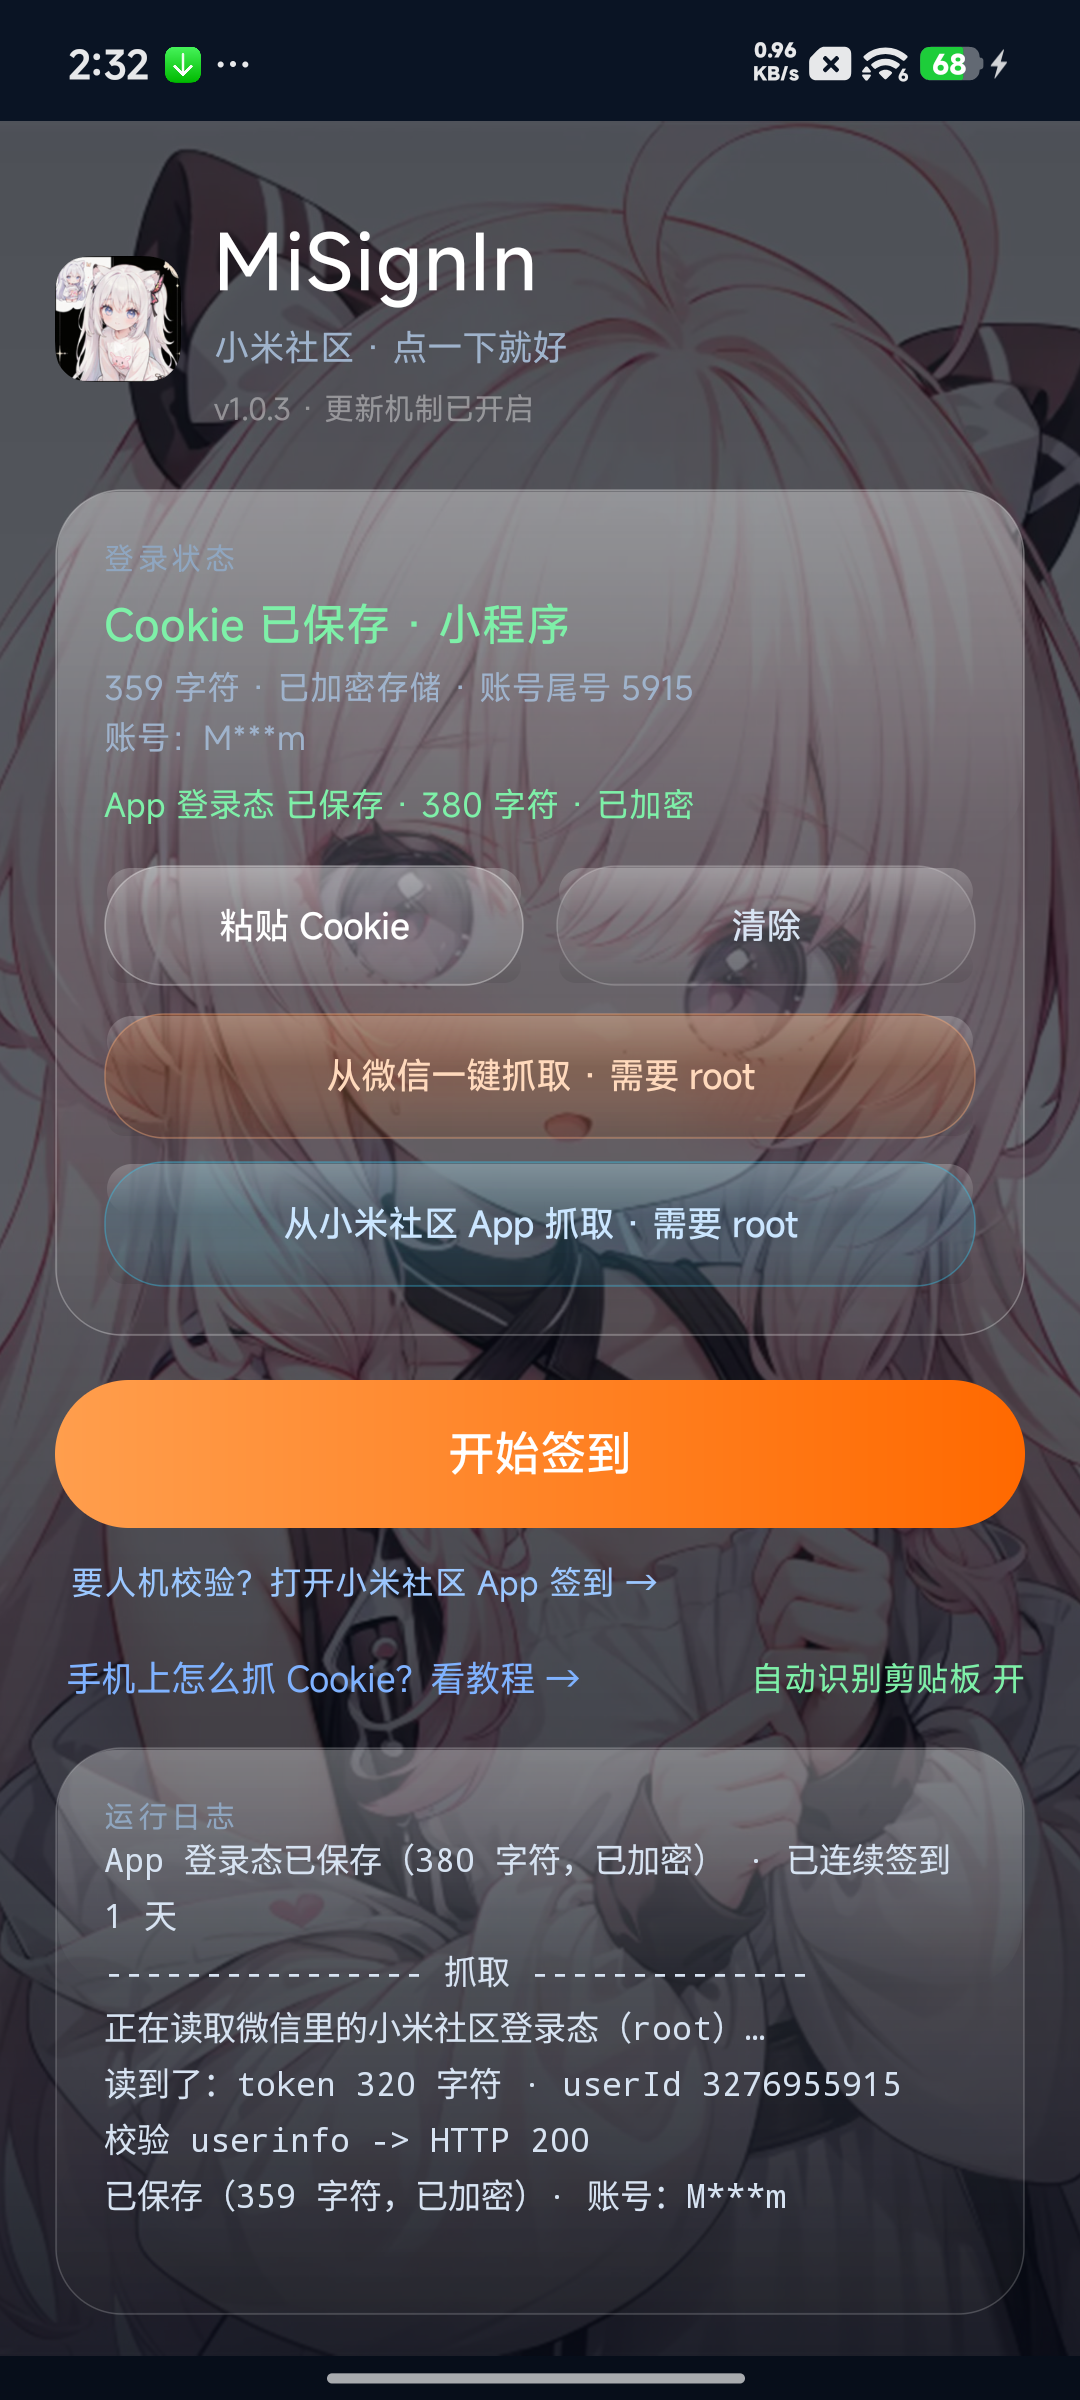 2:32 ... 0.96 KB/s 6 68
MiSignIn
小米社区 · 点一下就好
v1.0.3 · 更新机制已开启
登录状态
Cookie 已保存 · 小程序
359 字符 · 已加密存储 · 账号尾号 5915
账号：M***m
App 登录态 已保存 · 380 字符 · 已加密
粘贴 Cookie
清除
从微信一键抓取 · 需要 root
从小米社区 App 抓取 · 需要 root
开始签到
要人机校验？打开小米社区 App 签到 →
手机上怎么抓 Cookie？看教程 →
自动识别剪贴板 开
运行日志
App 登录态已保存（380 字符，已加密） · 已连续签到
1 天
---------------- 抓取 --------------
正在读取微信里的小米社区登录态（root）…
读到了：token 320 字符 · userId 3276955915
校验 userinfo -> HTTP 200
已保存（359 字符，已加密）· 账号：M***m